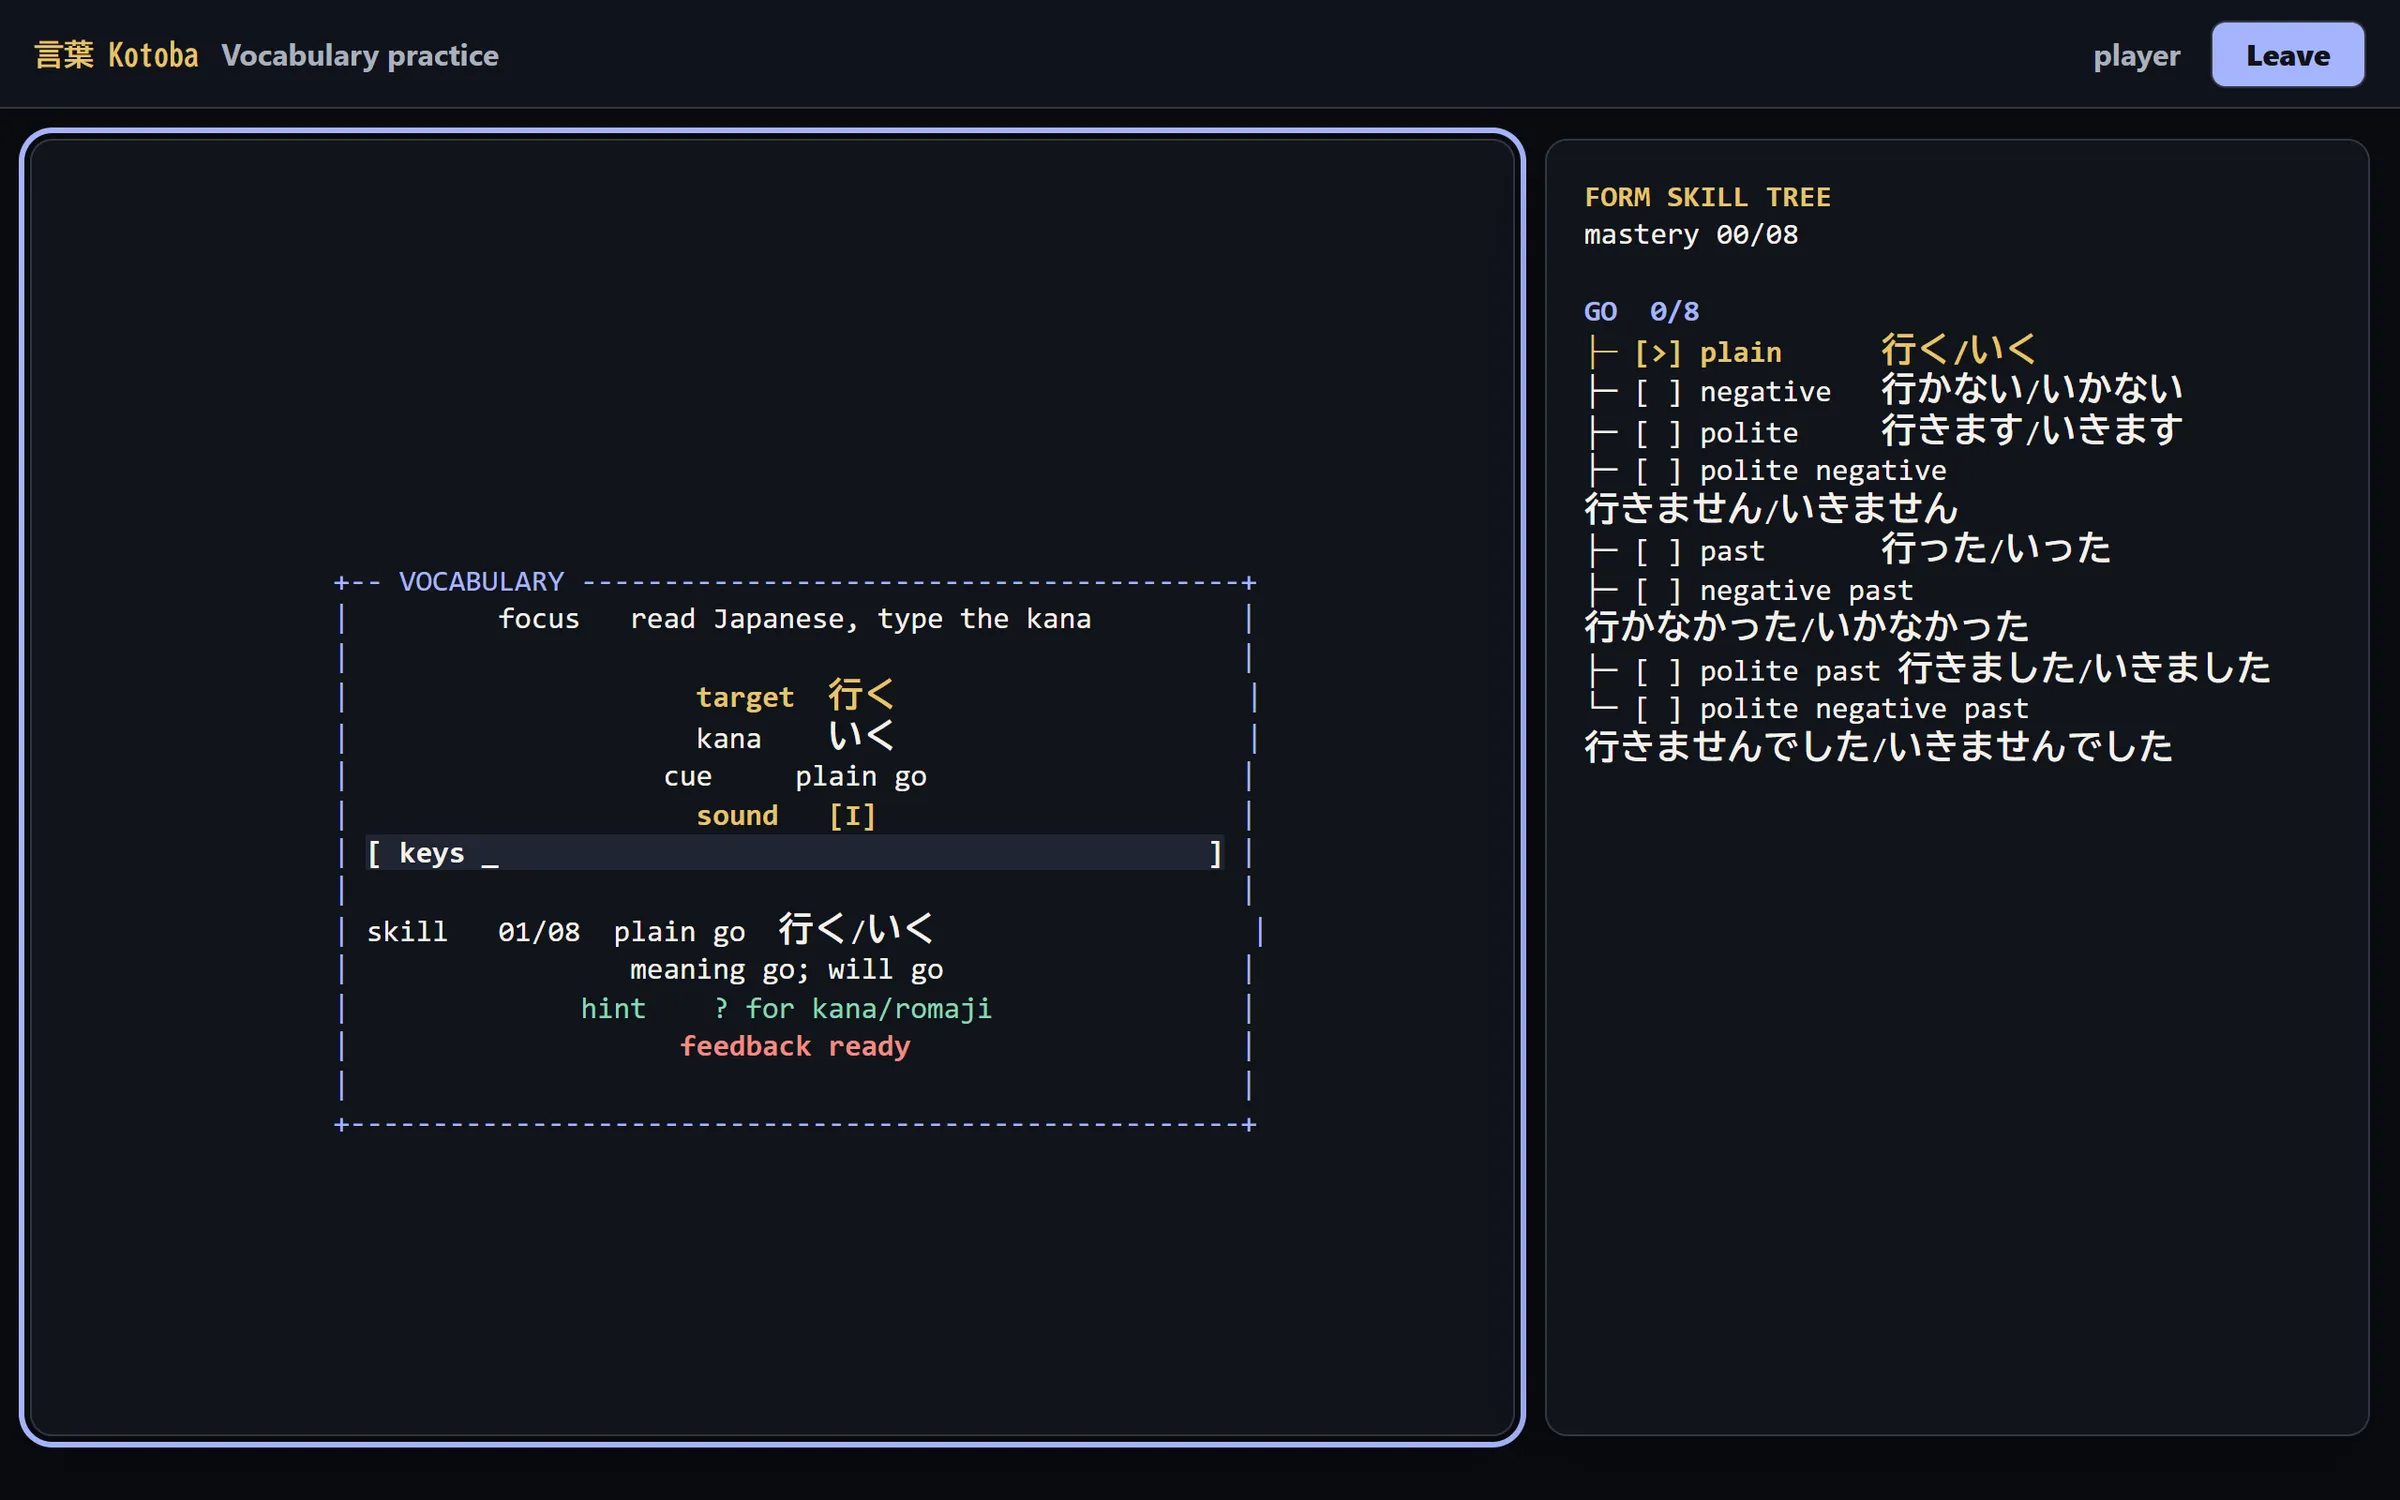 言葉 Kotoba Vocabulary practice
player Leave
+-- VOCABULARY ----------------------------------------+
| focus read Japanese, type the kana |
| |
| target 行く |
| kana いく |
| cue plain go |
| sound [I] |
| [ keys _ ] |
| |
| skill 01/08 plain go 行く/いく |
| meaning go; will go |
| hint ? for kana/romaji |
| feedback ready |
| |
+------------------------------------------------------+
FORM SKILL TREE
mastery 00/08
GO 0/8
├─ [>] plain 行く/いく
├─ [ ] negative 行かない/いかない
├─ [ ] polite 行きます/いきます
├─ [ ] polite negative
行きません/いきません
├─ [ ] past 行った/いった
├─ [ ] negative past
行かなかった/いかなかった
├─ [ ] polite past 行きました/いきました
└─ [ ] polite negative past
行きませんでした/いきませんでした